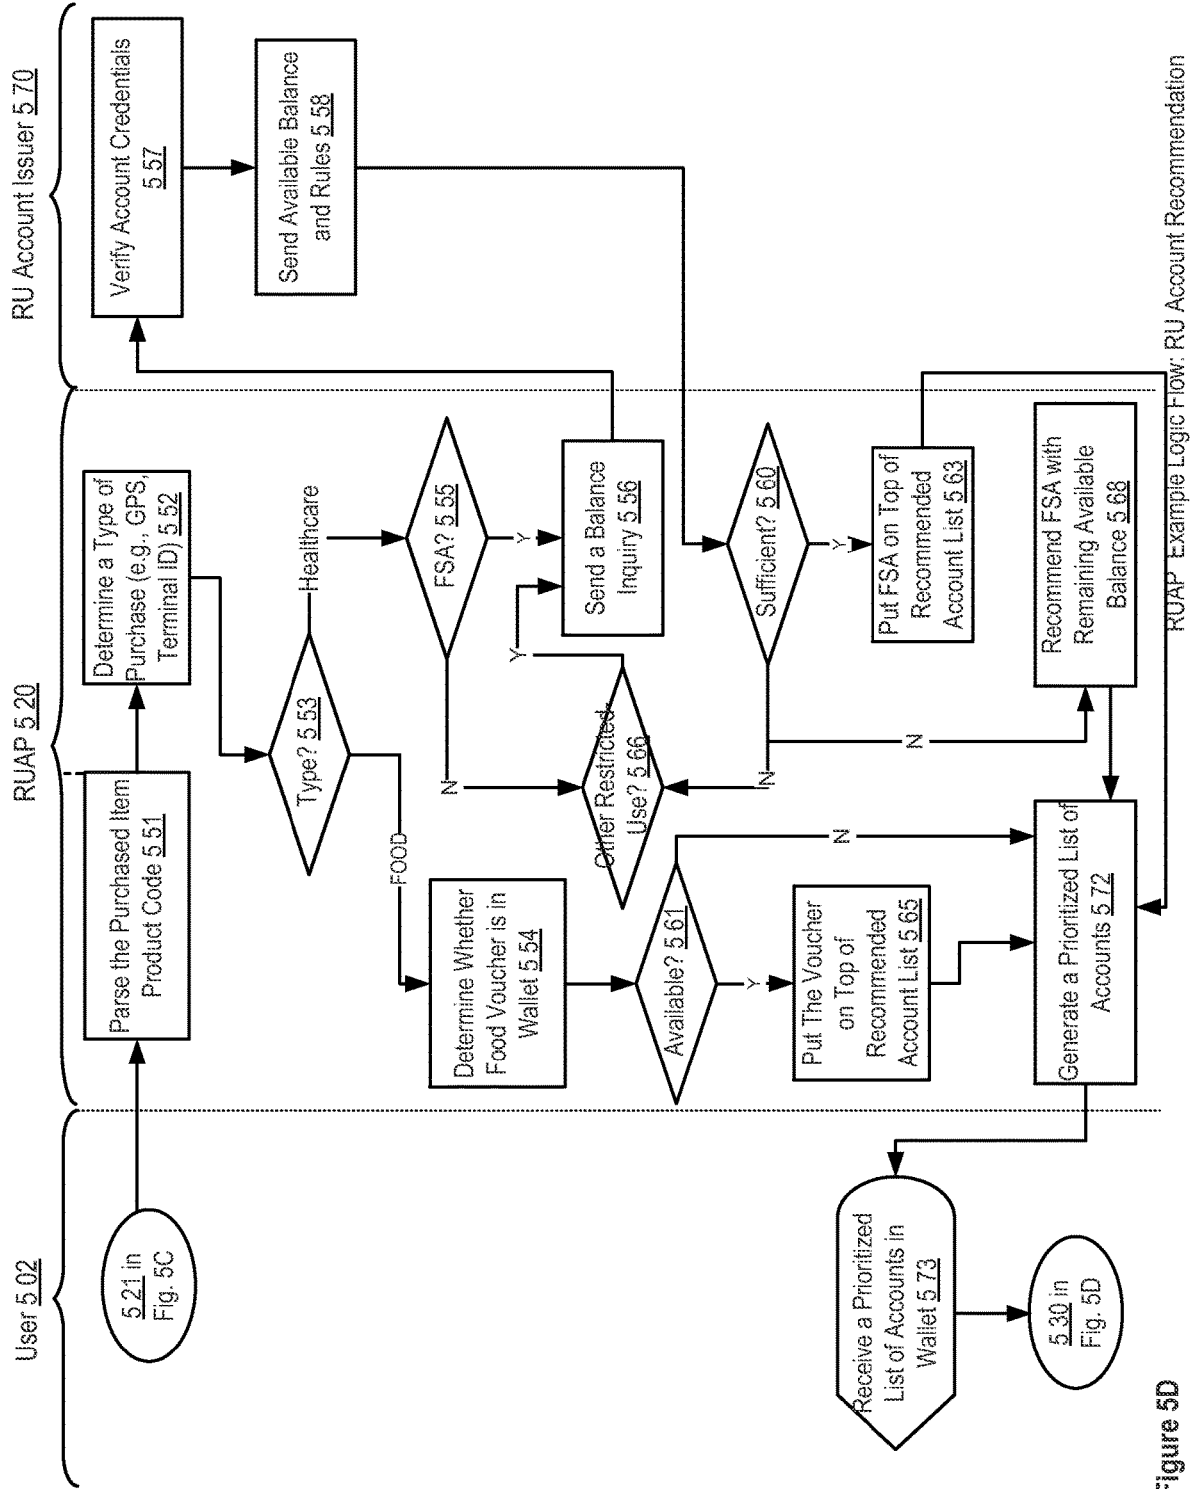 User 5 02
RUAP 5 20
RU Account Issuer 5 70
5 21 in
Fig. 5C
Parse the Purchased Item
Product Code 5 51
Determine a Type of
Purchase (e.g., GPS,
Terminal ID) 5 52
Verify Account Credentials
5 57
Send Available Balance
and Rules 5 58
Type? 5 53
Healthcare
FOOD
FSA? 5 55
Y
N
Determine Whether
Food Voucher is in
Wallet 5 54
Other Restricted-
Use? 5 66
Y
Send a Balance
Inquiry 5 56
Available? 5 61
Y
N
Sufficient? 5 60
Y
N
N
Put The Voucher
on Top of
Recommended
Account List 5 65
Put FSA on Top of
Recommended
Account List 5 63
Recommend FSA with
Remaining Available
Balance 5 68
Generate a Prioritized List of
Accounts 5 72
Receive a Prioritized
List of Accounts in
Wallet 5 73
5 30 in
Fig. 5D
Figure 5D
RUAP Example Logic Flow: RU Account Recommendation